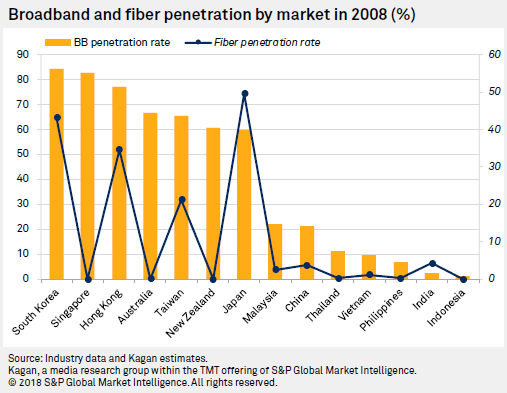 Broadband and fiber penetration by market in 2008 (%)
BB penetration rate Fiber penetration rate
90 60
80 50
70
60 40
50
40 30
30 20
20
10 10
0 0
South Korea
Singapore
Hong Kong
Australia
Taiwan
New Zealand
Japan
Malaysia
China
Thailand
Vietnam
Philippines
India
Indonesia
Source: Industry data and Kagan estimates.
Kagan, a media research group within the TMT offering of S&P Global Market Intelligence.
© 2018 S&P Global Market Intelligence. All rights reserved.